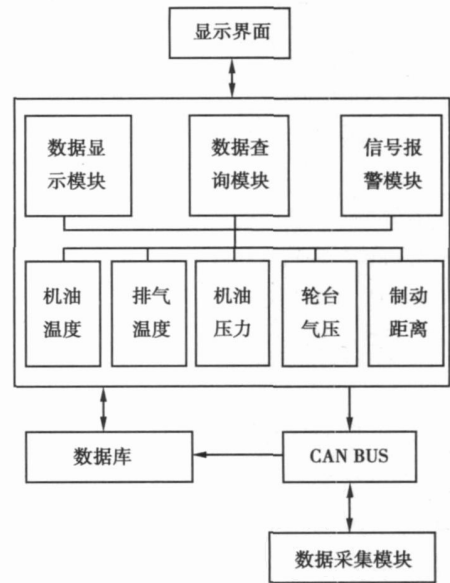 显示界面
数据显
示模块
数据查
询模块
信号报
警模块
机油
温度
排气
温度
机油
压力
轮台
气压
制动
距离
数据库
CAN BUS
数据采集模块